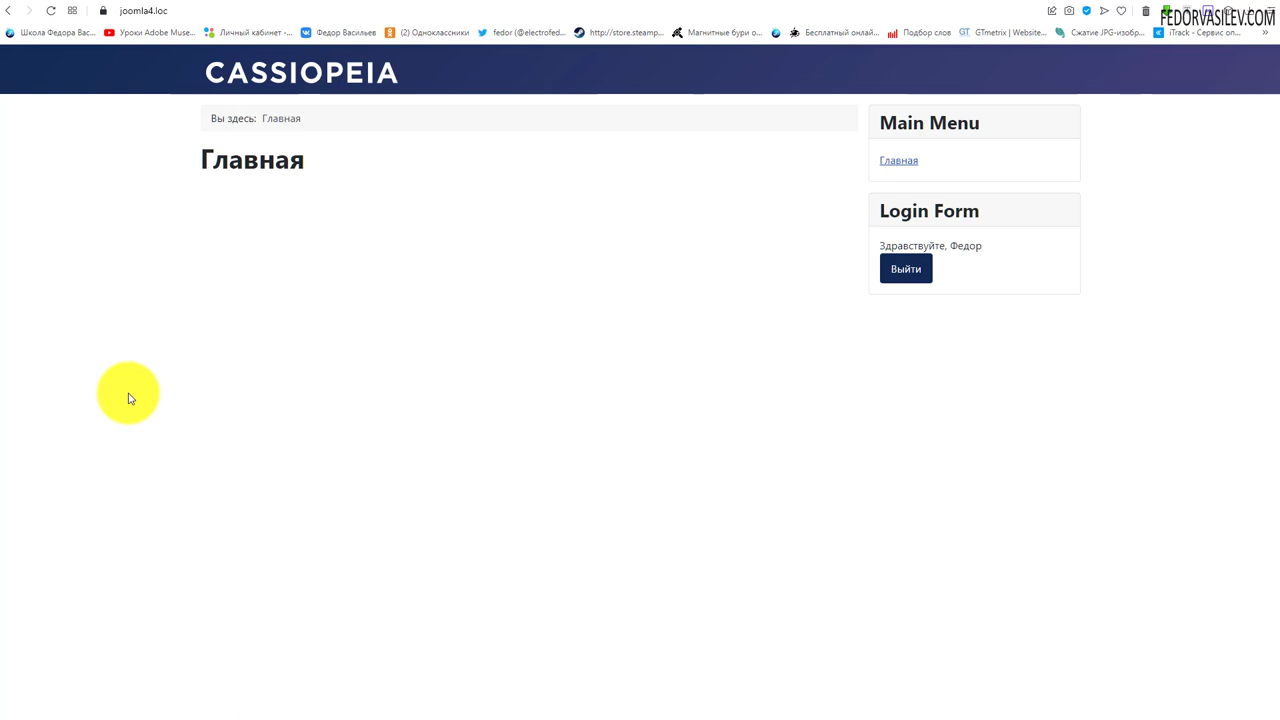 joomla4.loc
FEDORVASILEV.COM
Школа Федора Вас... Уроки Adobe Muse... Личный кабинет -... Федор Васильев (2) Одноклассники fedor (@electrofed... http://store.steamp... Магнитные бури о... Бесплатный онлай... Подбор слов GTmetrix | Website... Сжатие JPG-изобр... iTrack - Сервис оп...
CASSIOPEIA
Вы здесь: Главная
Главная
Main Menu
Главная
Login Form
Здравствуйте, Федор
Выйти